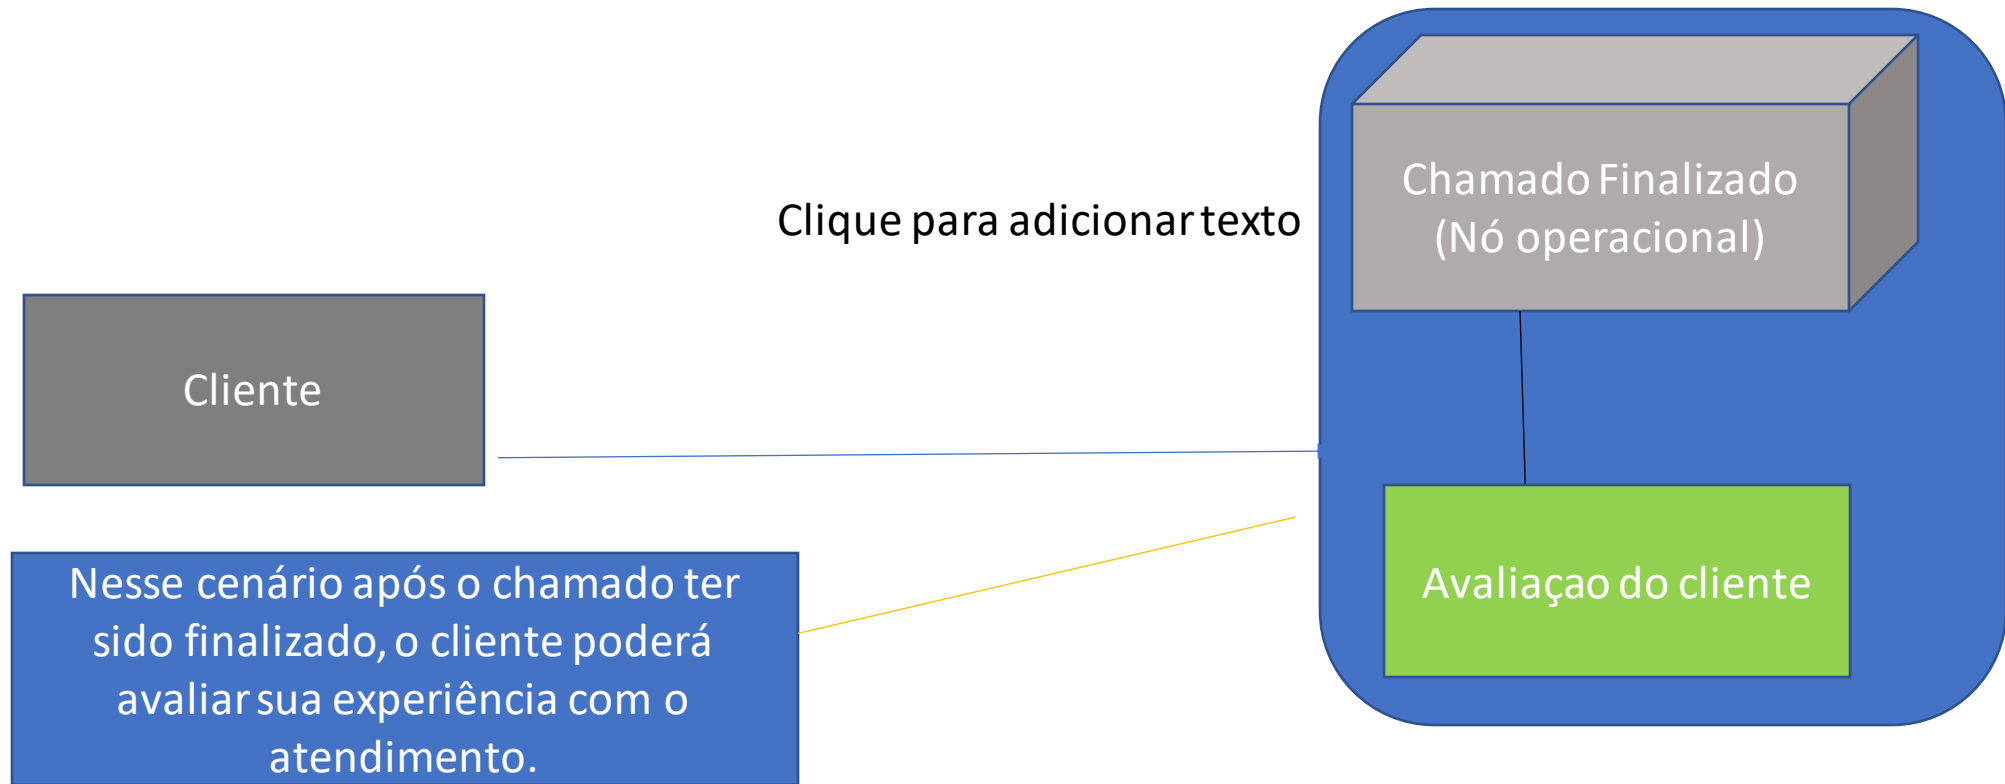 Chamado Finalizado
(Nó operacional)
Clique para adicionar texto
Cliente
Avaliaçao do cliente
Nesse cenário após o chamado ter
sido finalizado, o cliente poderá
avaliar sua experiência com o
atendimento.